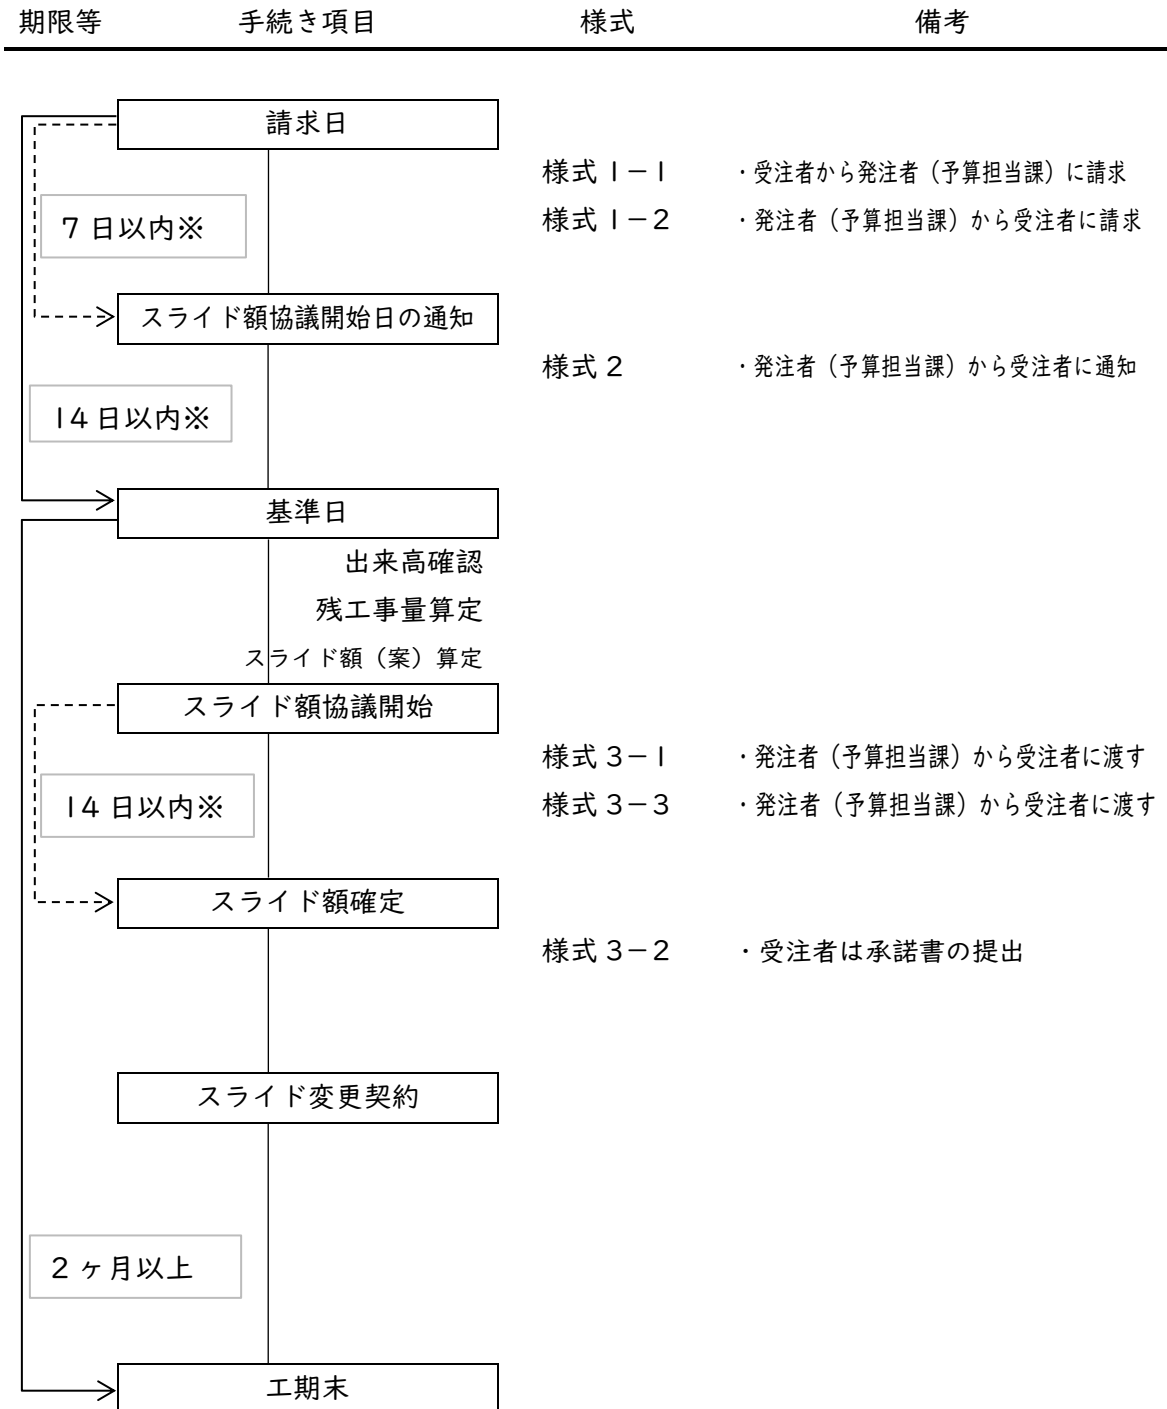 期限等 手続き項目 様式 備考
請求日
様式1－1 ・受注者から発注者（予算担当課）に請求
7日以内※ 様式1－2 ・発注者（予算担当課）から受注者に請求
スライド額協議開始日の通知
様式2 ・発注者（予算担当課）から受注者に通知
14日以内※
基準日
出来高確認
残工事量算定
スライド額（案）算定
スライド額協議開始
様式3－1 ・発注者（予算担当課）から受注者に渡す
14日以内※ 様式3－3 ・発注者（予算担当課）から受注者に渡す
スライド額確定
様式3－2 ・受注者は承諾書の提出
スライド変更契約
2ヶ月以上
工期末